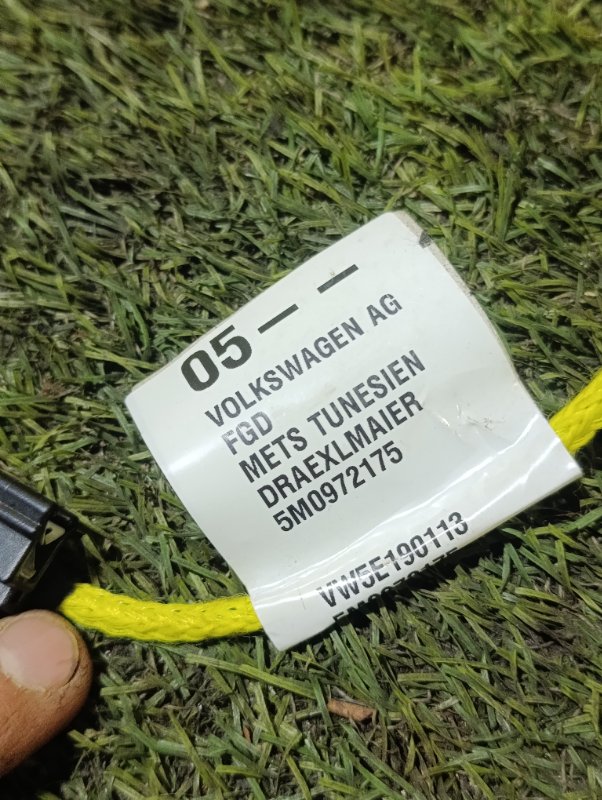 05— —
VOLKSWAGEN AG
FGD
METS TUNESIEN
DRAEXLMAIER
5M0972175
VW5E190113